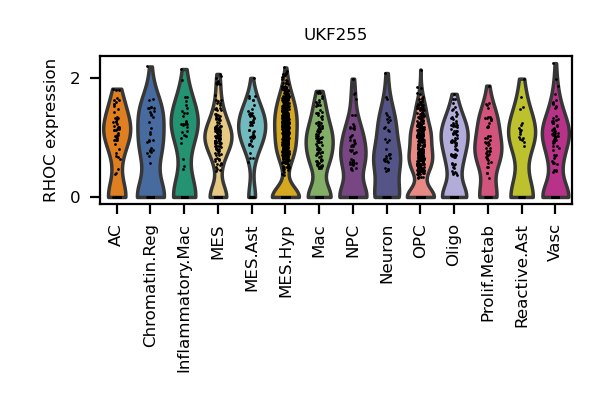 UKF255
RHOC expression
2
0
AC
Chromatin.Reg
Inflammatory.Mac
MES
MES.Ast
MES.Hyp
Mac
NPC
Neuron
OPC
Oligo
Prolif.Metab
Reactive.Ast
Vasc